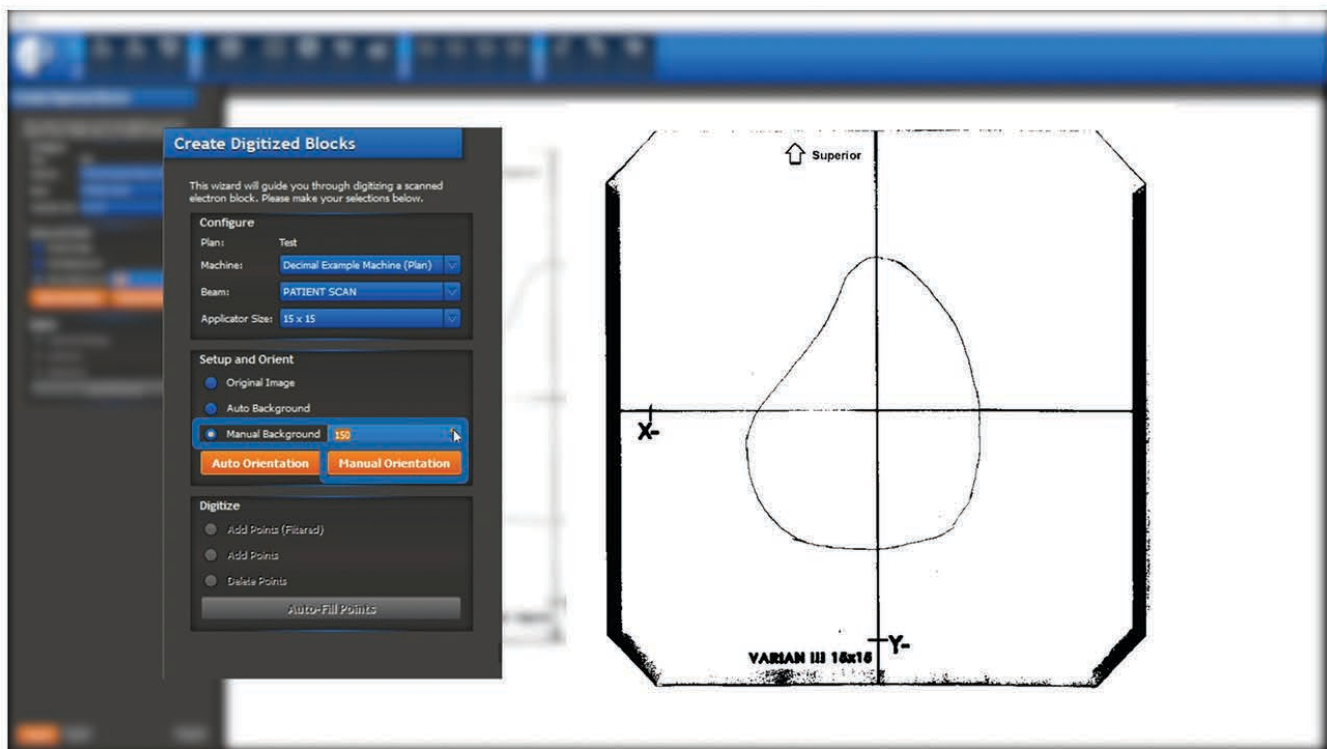 Create Digitized Blocks
This wizard will guide you through digitizing a scanned
electron block. Please make your selections below.
Configure
Plan: Test
Machine: Decimal Example Machine (Plan)
Beam: PATIENT SCAN
Applicator Size: 15 x 15
Setup and Orient
Original Image
Auto Background
Manual Background 150
Auto Orientation Manual Orientation
Digitize
Add Points (Filtered)
Add Points
Delete Points
Auto-Fill Points
Superior
X-
Y-
VARIAN III 15x15